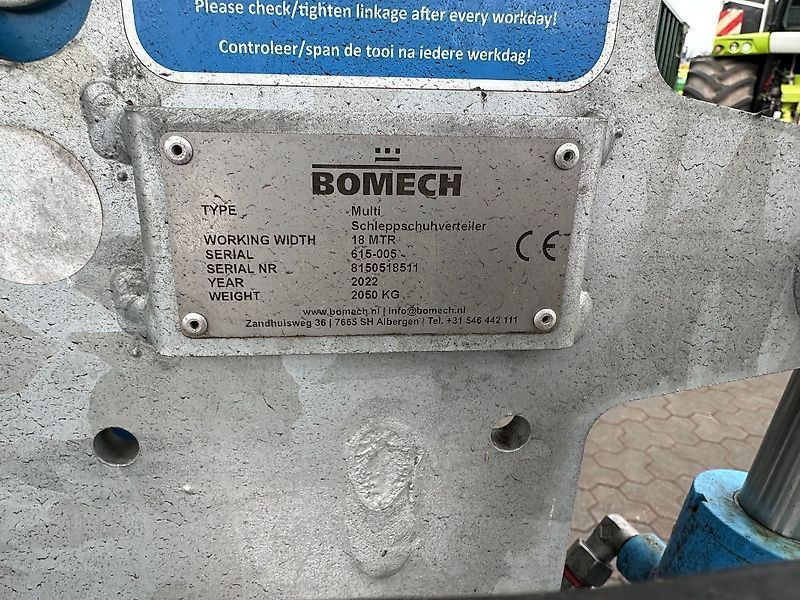 Please check/tighten linkage after every workday!
Controleer/span de tooi na iedere werkdag!
BOMECH
TYPE Multi
Schleppschuhverteiler
WORKING WIDTH 18 MTR
SERIAL 615-005 -
SERIAL NR 8150518511
YEAR 2022
WEIGHT 2050 KG
CE
www.bomech.nl | info@bomech.nl
Zandhuisweg 36 | 7665 SH Albergen | Tel. +31 546 442 111